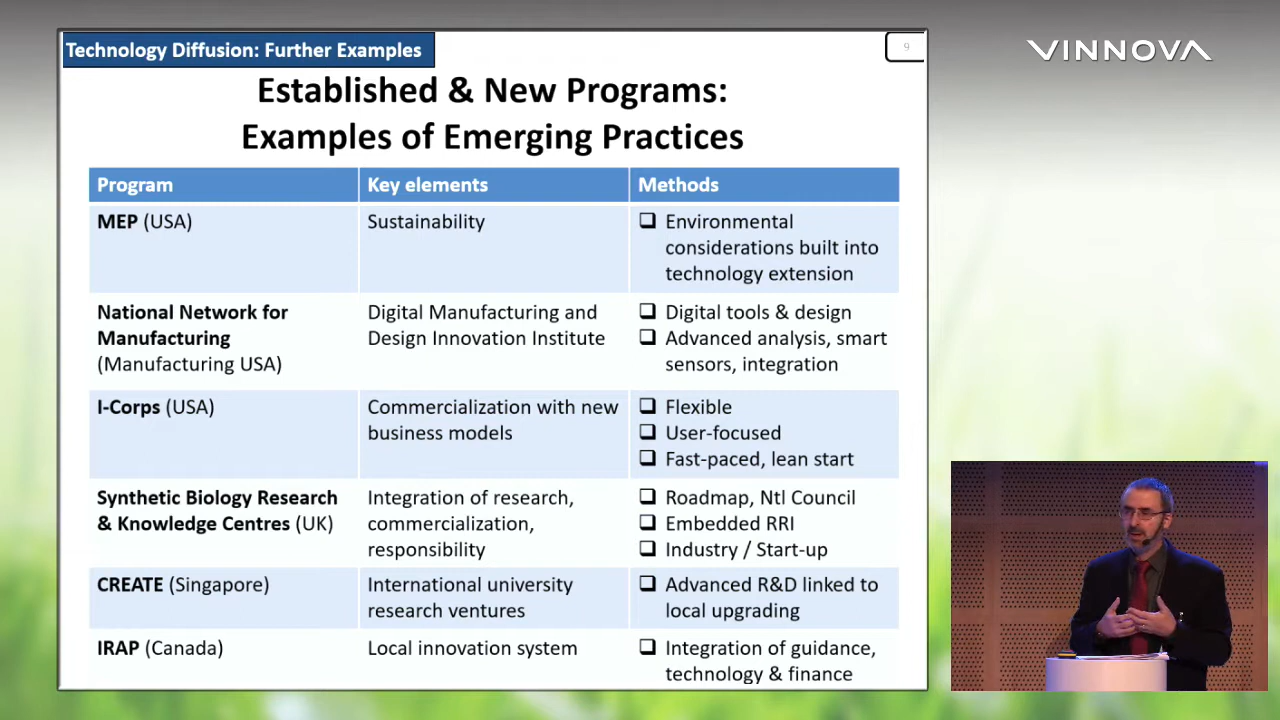 Technology Diffusion: Further Examples
9
VINNOVA
Established & New Programs:
Examples of Emerging Practices
Program
Key elements
Methods
MEP (USA)
Sustainability
Environmental
considerations built into
technology extension
National Network for
Manufacturing
(Manufacturing USA)
Digital Manufacturing and
Design Innovation Institute
Digital tools & design
Advanced analysis, smart
sensors, integration
I-Corps (USA)
Commercialization with new
business models
Flexible
User-focused
Fast-paced, lean start
Synthetic Biology Research
& Knowledge Centres (UK)
Integration of research,
commercialization,
responsibility
Roadmap, Ntl Council
Embedded RRI
Industry / Start-up
CREATE (Singapore)
International university
research ventures
Advanced R&D linked to
local upgrading
IRAP (Canada)
Local innovation system
Integration of guidance,
technology & finance